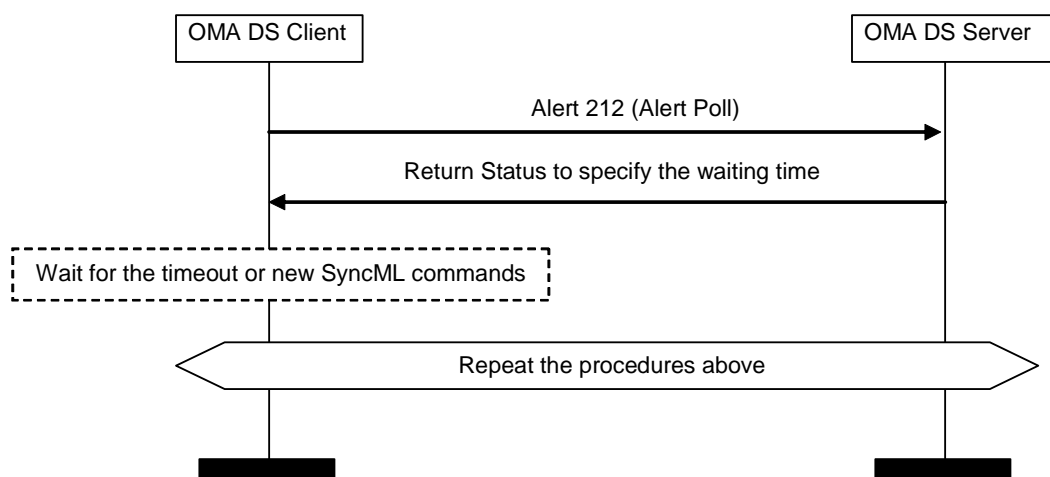 OMA DS Client
OMA DS Server
Alert 212 (Alert Poll)
Return Status to specify the waiting time
Wait for the timeout or new SyncML commands
Repeat the procedures above